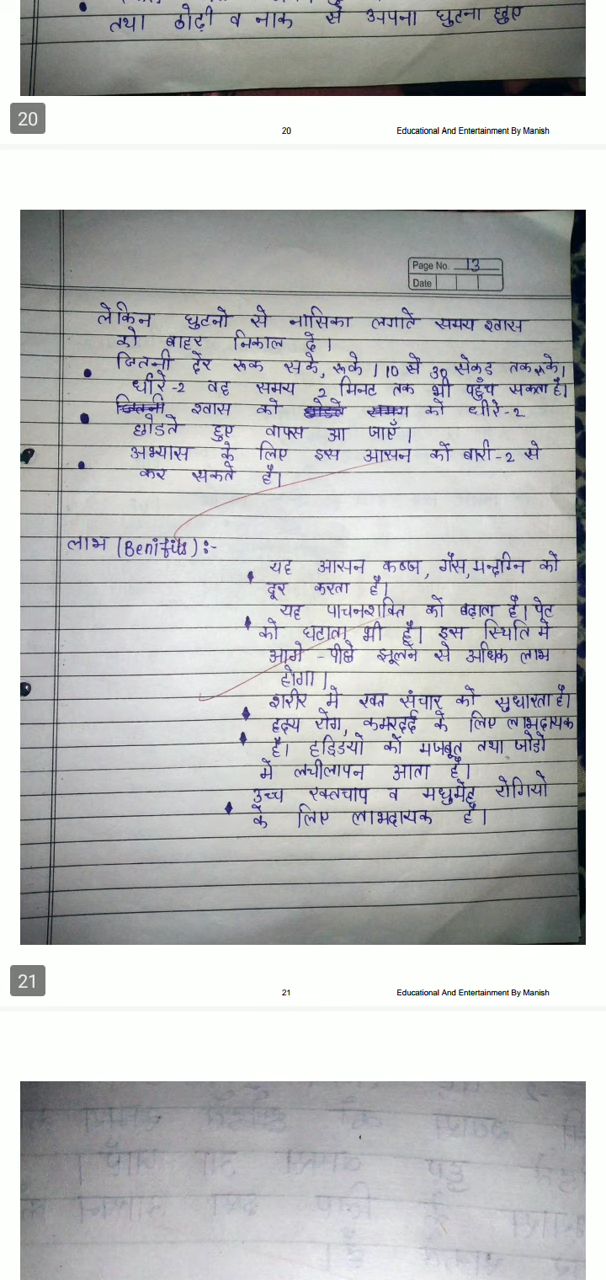 तथा ठोढ़ी व नाक से अपना घुटना छुए
20
20 Educational And Entertainment By Manish
Page No. 13
Date
लेकिन घुटनो से नासिका लगाते समय श्वास
को बाहर निकाल दे।
जितनी देर रूक सके, रूके। 10 से 30 सेकंड तक रूके।
धीरे-2 वह समय 2 मिनट तक भी पहुँच सकता है।
श्वास को को धीरे-2
छोडते हुए वापस आ जाएँ।
अभ्यास के लिए इस आसन को बारी-2 से
कर सकते है।
लाभ (Benifits) :-
यह आसन कब्ज, गैस, मन्दाग्नि को
दूर करता है।
यह पाचनशक्ति को बढ़ाता है। पेट
को घटाता भी है। इस स्थिति मे
आगे - पीछे झूलने से अधिक लाभ
होगा।
शरीर मे रक्त संचार को सुधारता है।
हृदय रोग, कमरदर्द के लिए लाभदायक
है। हड्डियो को मजबूत तथा जोडो
मे लचीलापन आता है।
उच्च रक्तचाप व मधुमेह रोगियो
के लिए लाभदायक है।
21
21 Educational And Entertainment By Manish